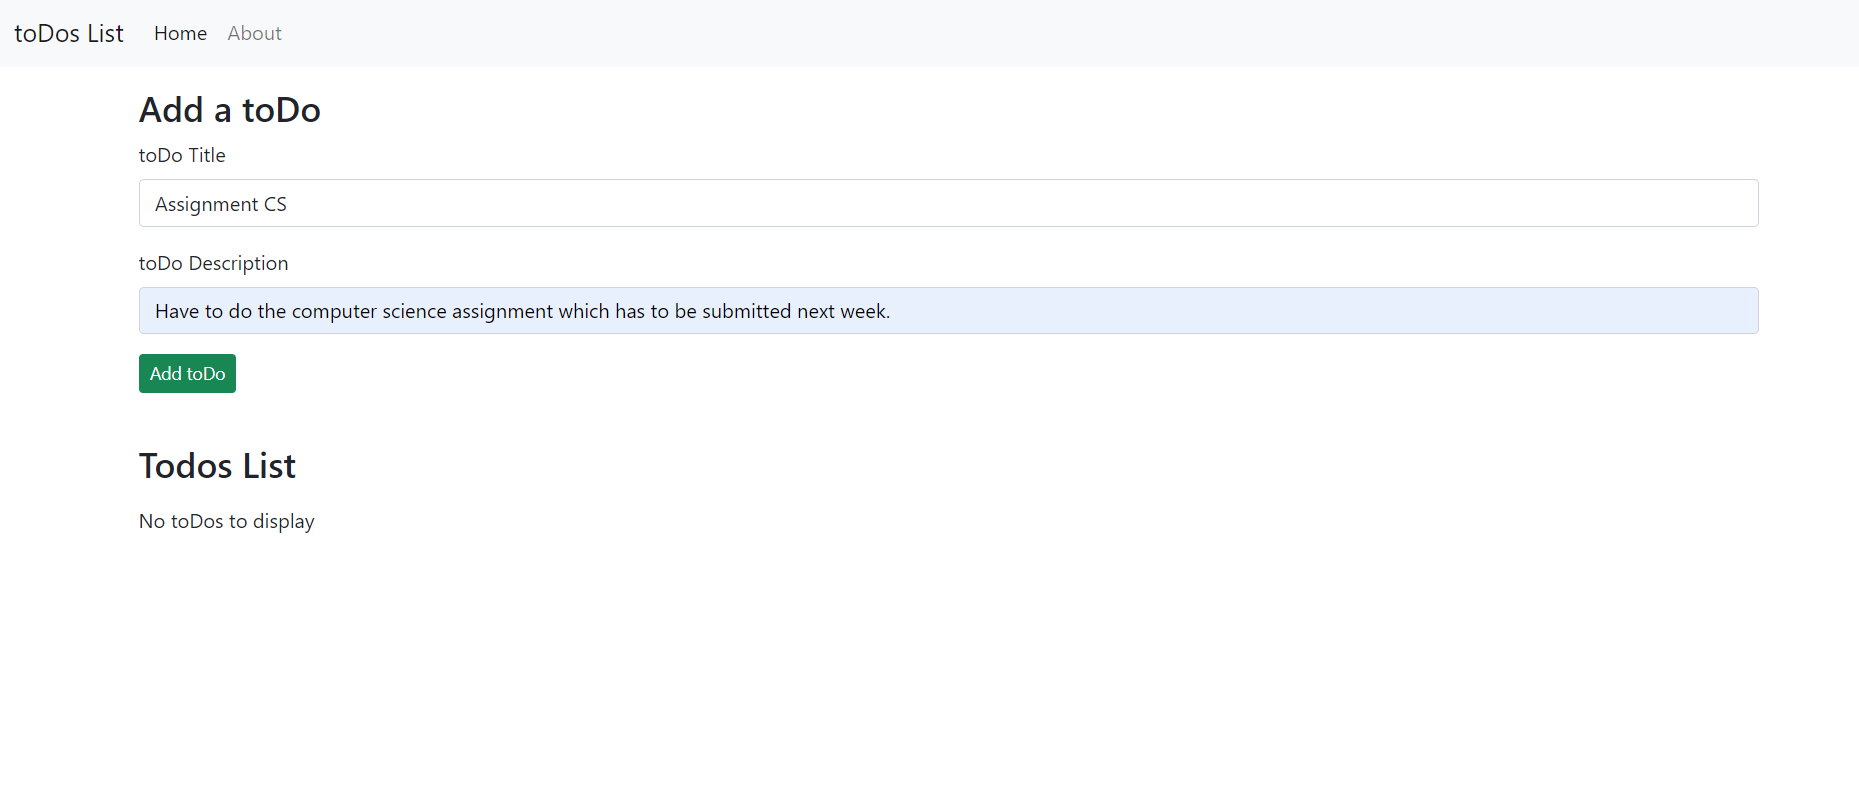 toDos List Home About
Add a toDo
toDo Title
Assignment CS
toDo Description
Have to do the computer science assignment which has to be submitted next week.
Add toDo
Todos List
No toDos to display